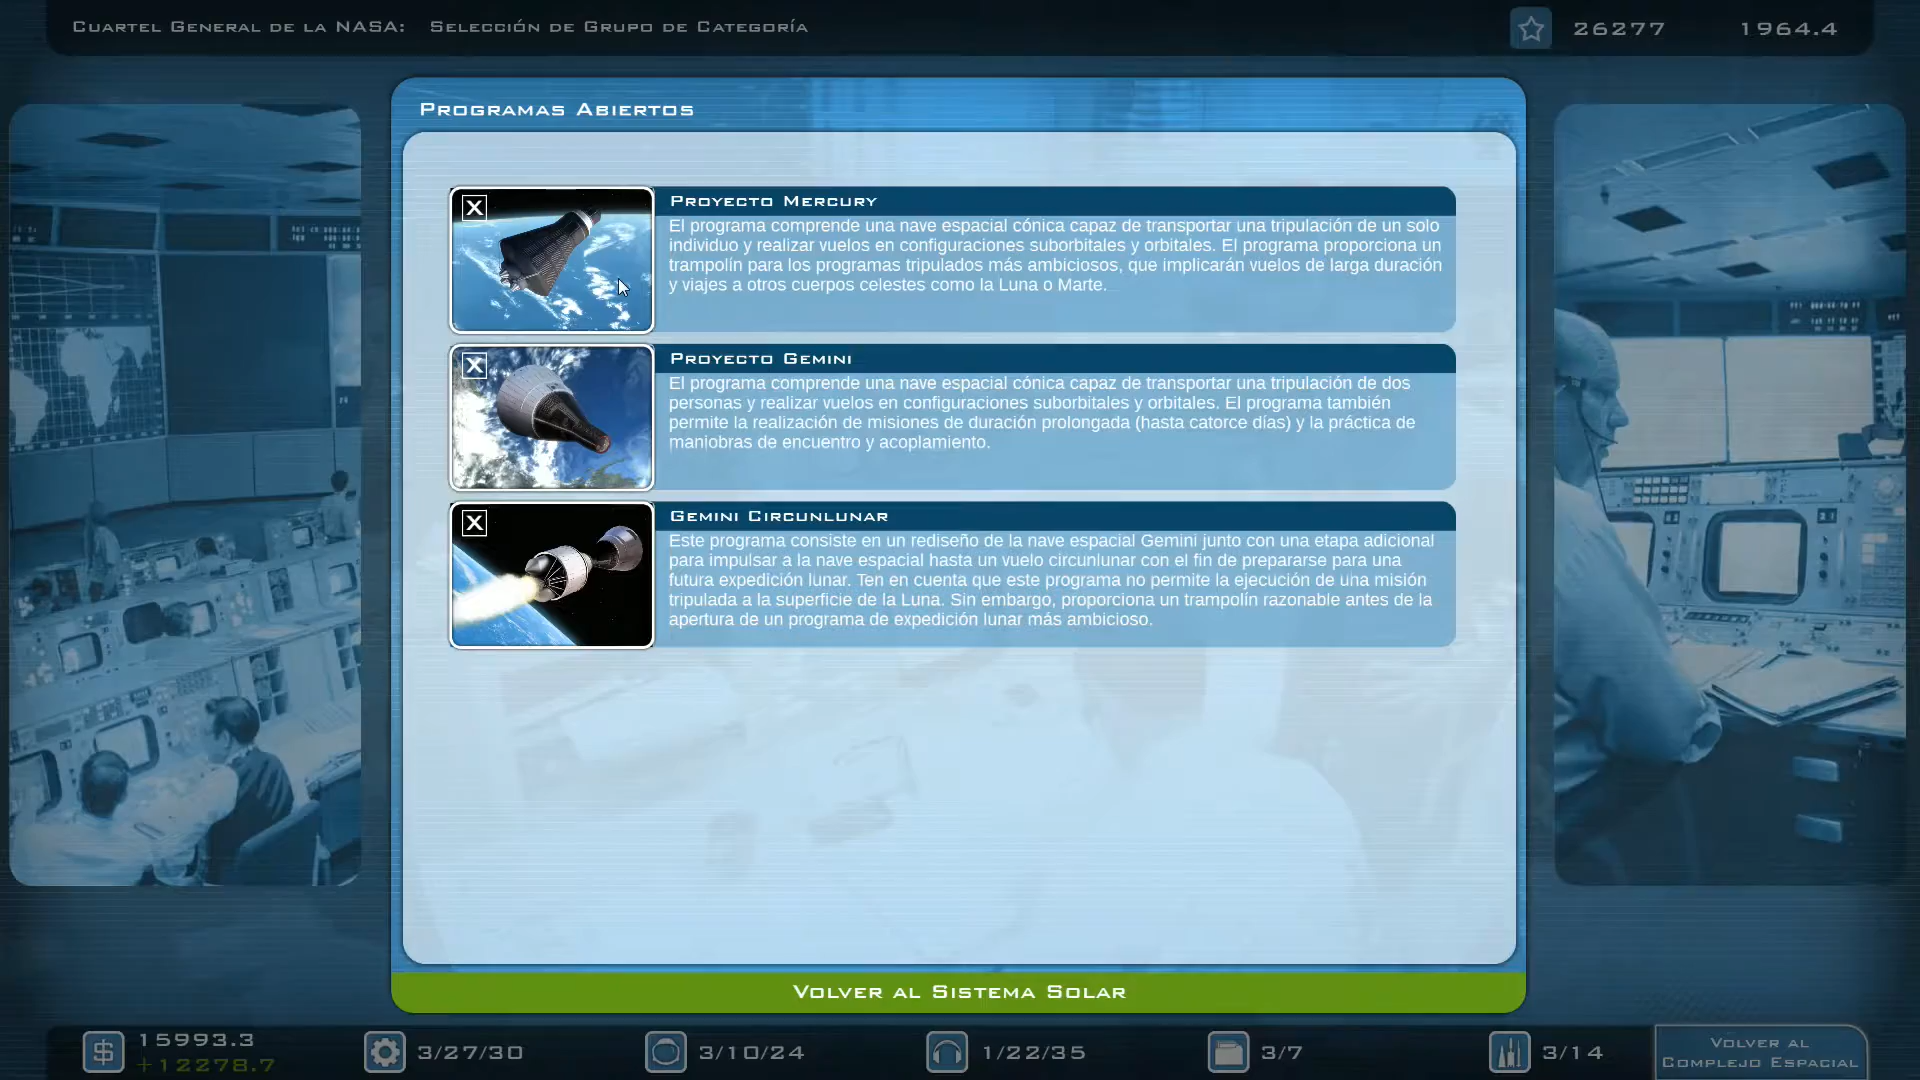 Cuartel General de la NASA: Selección de Grupo de Categoría
26277
1964.4
Programas Abiertos
Proyecto Mercury
El programa comprende una nave espacial cónica capaz de transportar una tripulación de un solo
individuo y realizar vuelos en configuraciones suborbitales y orbitales. El programa proporciona un
trampolín para los programas tripulados más ambiciosos, que implicarán vuelos de larga duración
y viajes a otros cuerpos celestes como la Luna o Marte.
Proyecto Gemini
El programa comprende una nave espacial cónica capaz de transportar una tripulación de dos
personas y realizar vuelos en configuraciones suborbitales y orbitales. El programa también
permite la realización de misiones de duración prolongada (hasta catorce días) y la práctica de
maniobras de encuentro y acoplamiento.
Gemini Circunlunar
Este programa consiste en un rediseño de la nave espacial Gemini junto con una etapa adicional
para impulsar a la nave espacial hasta un vuelo circunlunar con el fin de prepararse para una
futura expedición lunar. Ten en cuenta que este programa no permite la ejecución de una misión
tripulada a la superficie de la Luna. Sin embargo, proporciona un trampolín razonable antes de la
apertura de un programa de expedición lunar más ambicioso.
Volver al Sistema Solar
15993.3
+12278.7
3/27/30
3/10/24
1/22/35
3/7
3/14
Volver al
Complejo Espacial